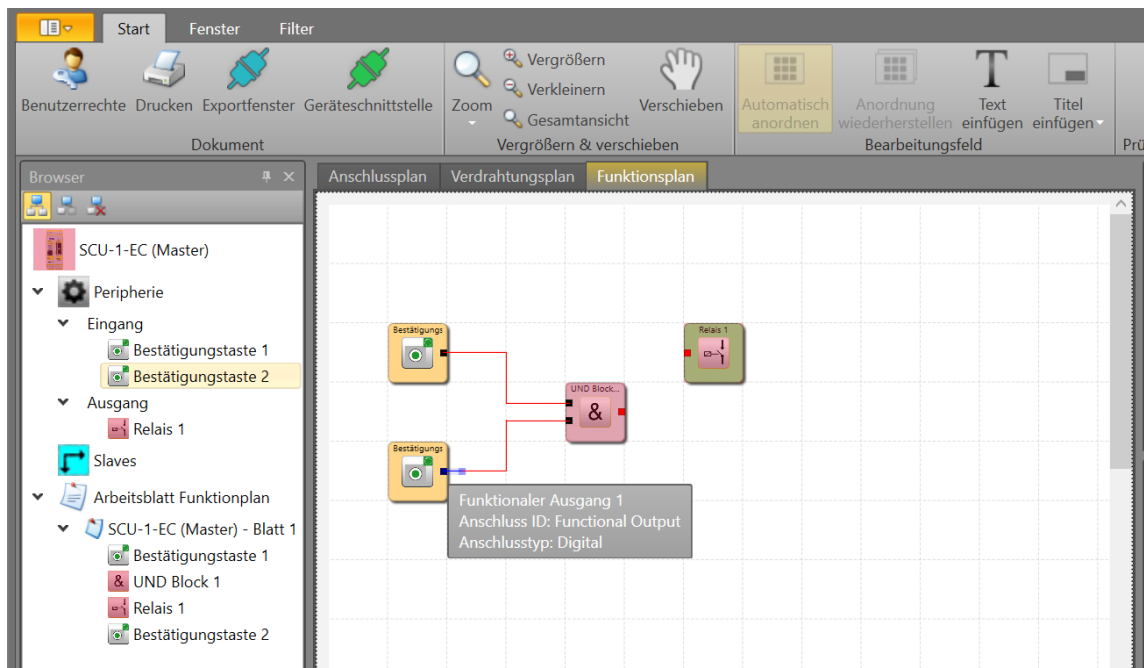 Start Fenster Filter
Benutzerrechte Drucken Exportfenster Geräteschnittstelle
Dokument
Zoom
Vergrößern
Verkleinern
Gesamtansicht
Verschieben
Vergrößern & verschieben
Automatisch
anordnen
Anordnung
wiederherstellen
Text
einfügen
Titel
einfügen
Bearbeitungsfeld
Prü
Browser
SCU-1-EC (Master)
Peripherie
Eingang
Bestätigungstaste 1
Bestätigungstaste 2
Ausgang
Relais 1
Slaves
Arbeitsblatt Funktionplan
SCU-1-EC (Master) - Blatt 1
Bestätigungstaste 1
& UND Block 1
Relais 1
Bestätigungstaste 2
Anschlussplan Verdrahtungsplan Funktionsplan
Bestätigungs
Relais 1
UND Block...
&
Bestätigungs
Funktionaler Ausgang 1
Anschluss ID: Functional Output
Anschlusstyp: Digital